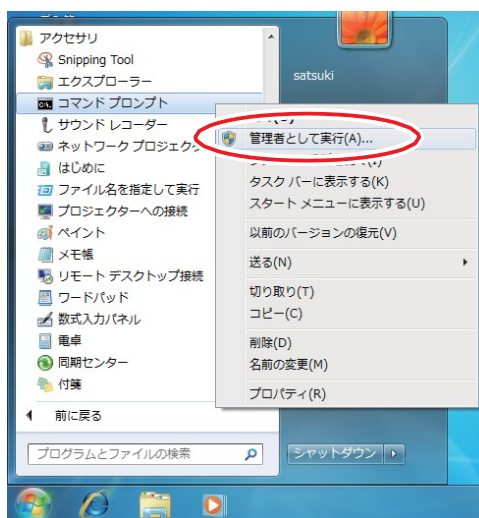 アクセサリ
Snipping Tool
エクスプローラー
コマンド プロンプト
サウンド レコーダー
ネットワーク プロジェク
はじめに
ファイル名を指定して実行
プロジェクターへの接続
ペイント
メモ帳
リモート デスクトップ接続
ワードパッド
数式入力パネル
電卓
同期センター
付箋
前に戻る
プログラムとファイルの検索
satsuki
管理者として実行(A)...
タスク バーに表示する(K)
スタート メニューに表示する(U)
以前のバージョンの復元(V)
送る(N)
切り取り(T)
コピー(C)
削除(D)
名前の変更(M)
プロパティ(R)
シャットダウン